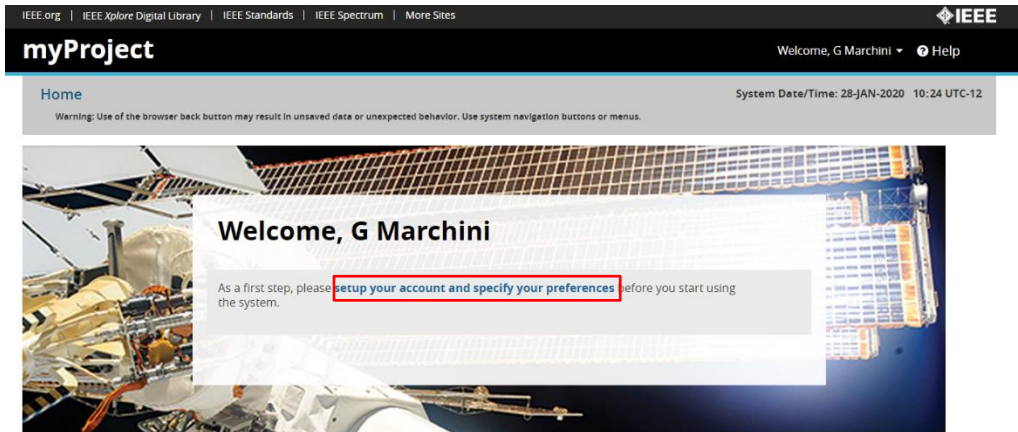 IEEE.org | IEEE Xplore Digital Library | IEEE Standards | IEEE Spectrum | More Sites
IEEE
myProject
Welcome, G Marchini
Help
Home
System Date/Time: 28-JAN-2020 10:24 UTC-12
Warning: Use of the browser back button may result in unsaved data or unexpected behavior. Use system navigation buttons or menus.
Welcome, G Marchini
As a first step, please setup your account and specify your preferences before you start using
the system.